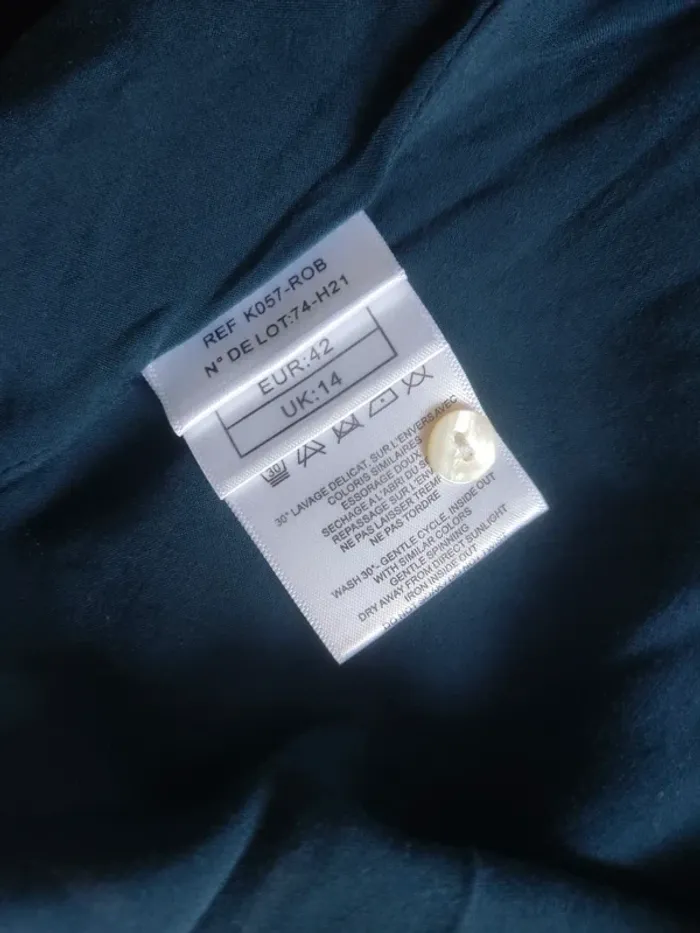 REF K057-ROB
N° DE LOT:74-H21
EUR:42
UK:14
30
30° LAVAGE DELICAT, SUR L'ENVERS AVEC
COLORIS SIMILAIRES
ESSORAGE DOUX
SECHAGE A L'ABRI DU
REPASSAGE SUR
NE PAS LAISSER
NE PAS TORDRE
WASH 30°- GENTLE CYCLE, INSIDE OUT
WITH SIMILAR COLORS
GENTLE SPINNING
DRY AWAY FROM DIRECT SUNLIGHT
IRON INSIDE OUT
DO NOT